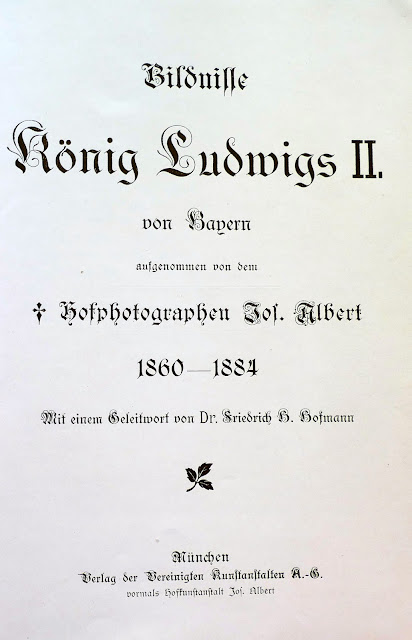 Bildnisse
König Ludwigs II.
von Bayern
aufgenommen von dem
† Hofphotographen Jos. Albert
1860—1884
Mit einem Geleitwort von Dr. Friedrich H. Hofmann
München
Verlag der Vereinigten Kunstanstalten A.-G.
vormals Hofkunstanstalt Jos. Albert